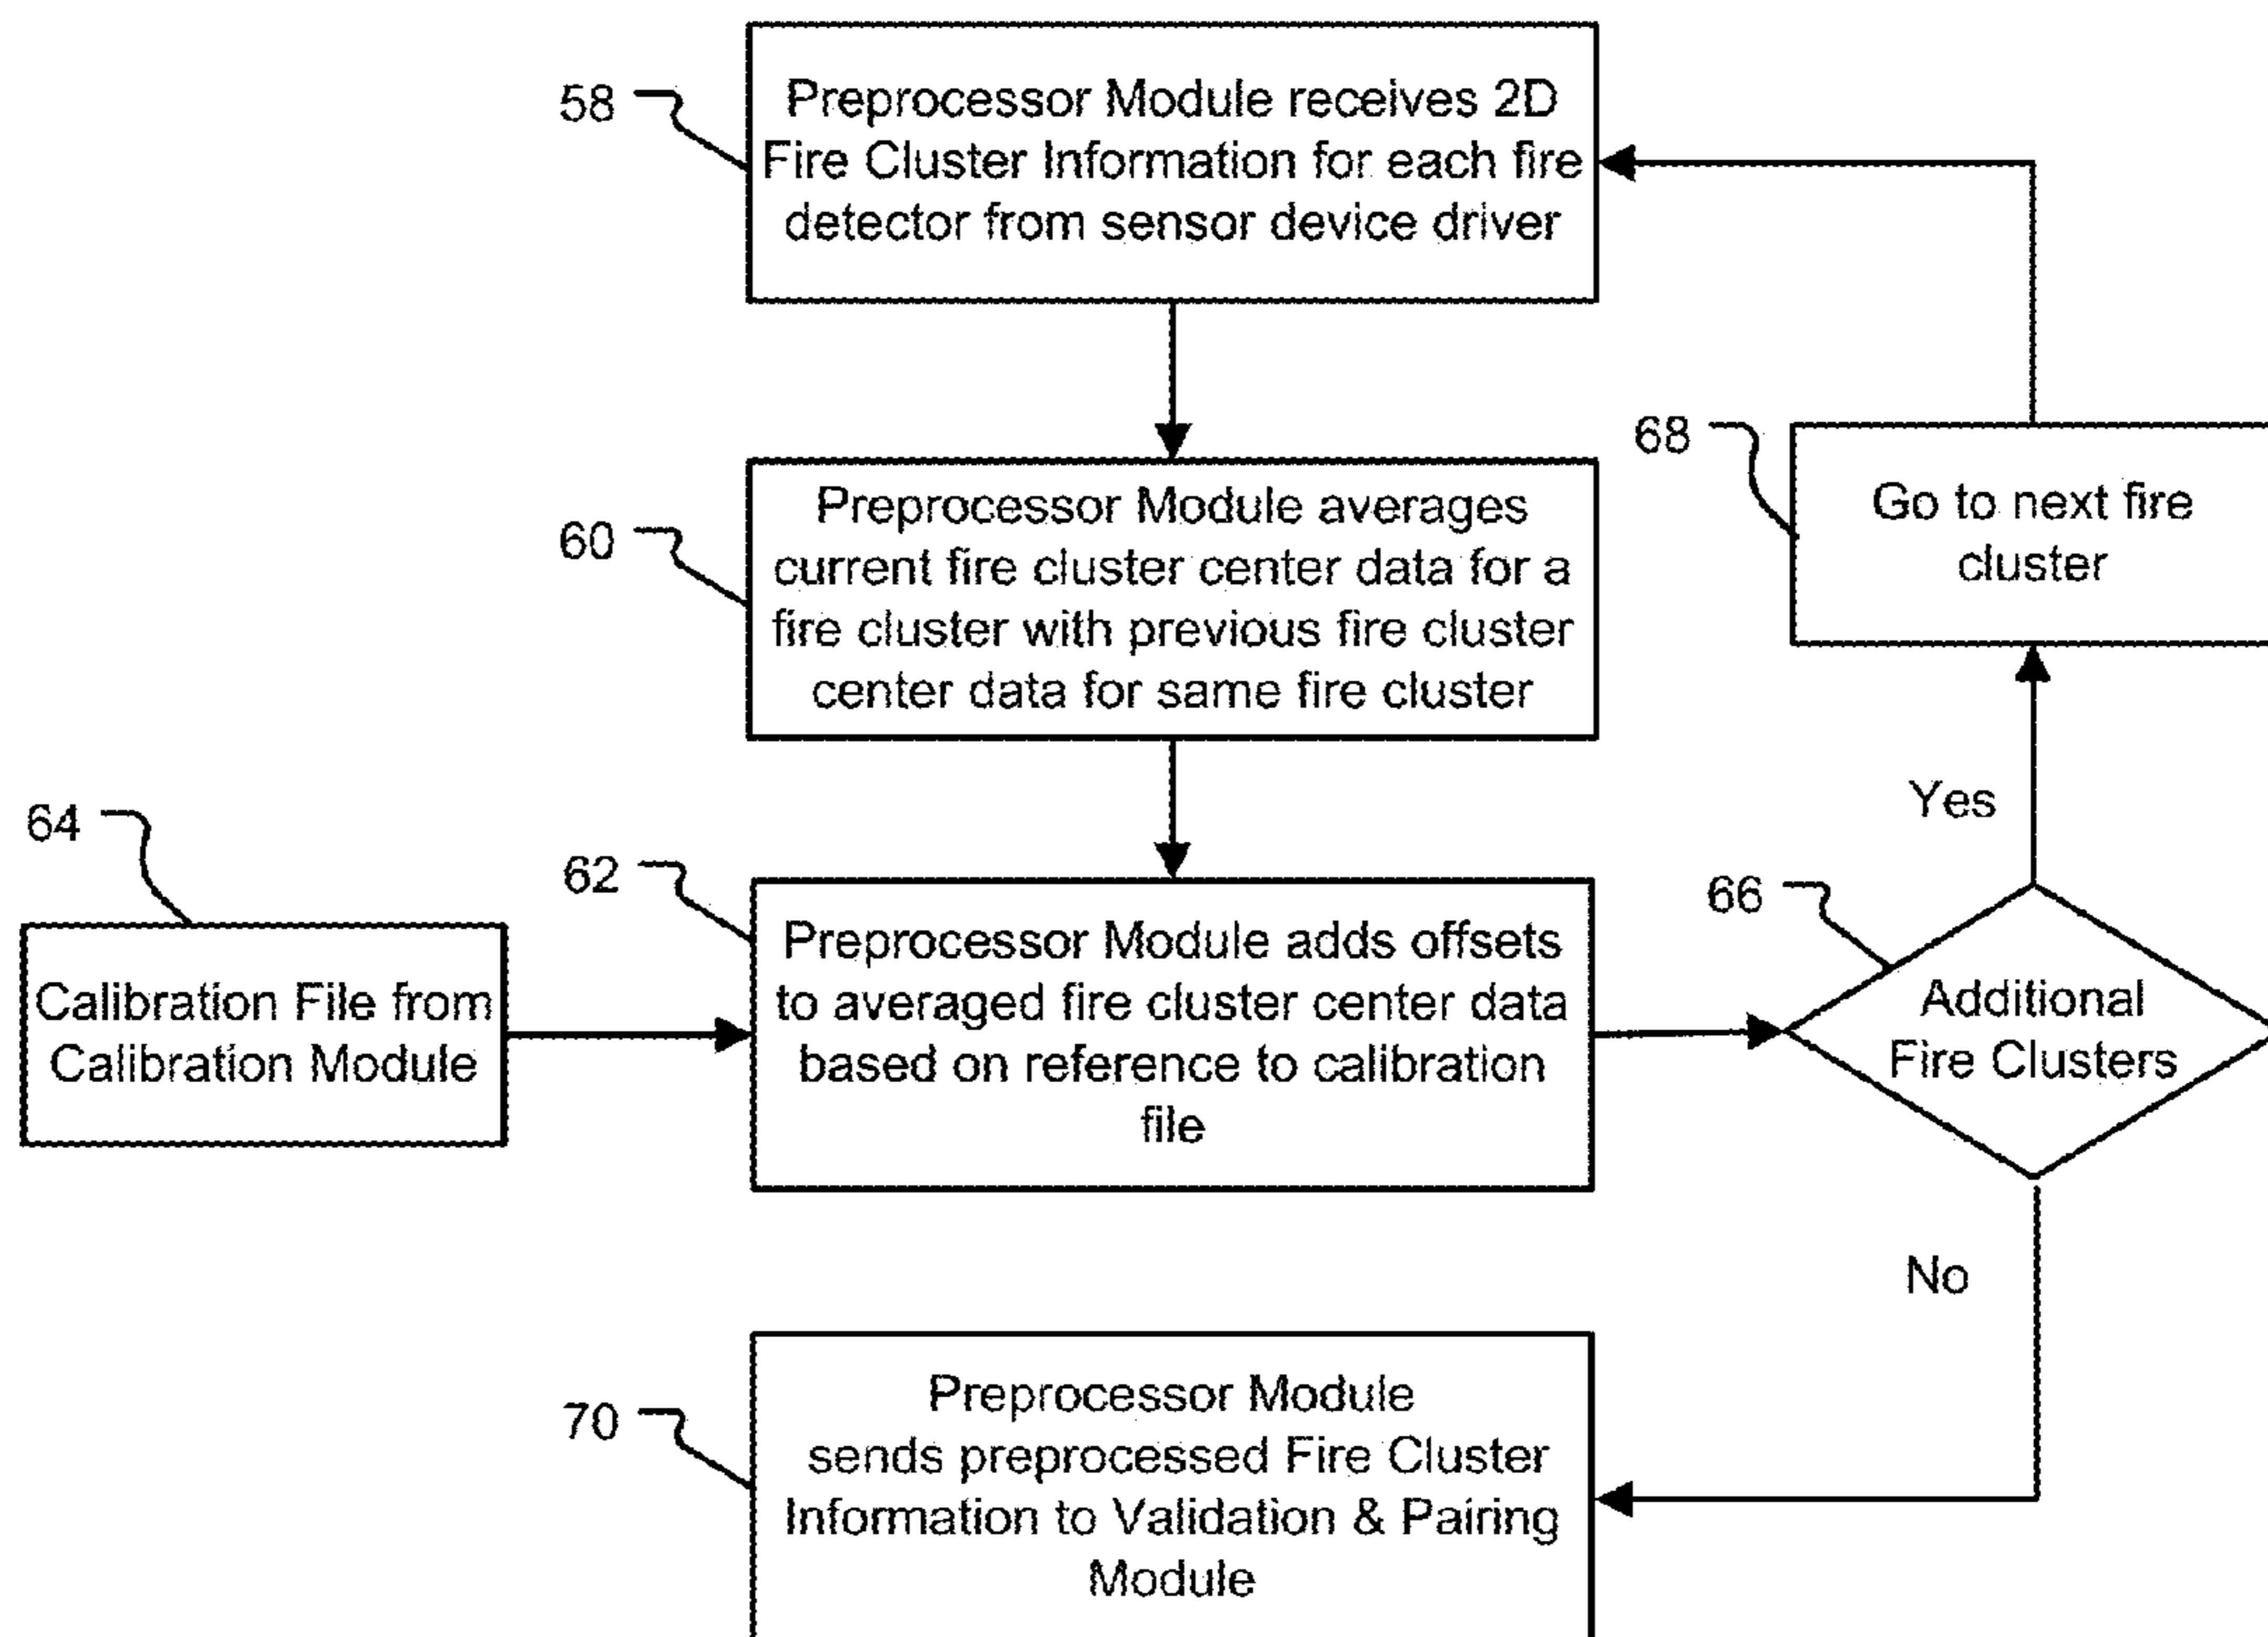 58
Preprocessor Module receives 2D
Fire Cluster Information for each fire
detector from sensor device driver
60
Preprocessor Module averages
current fire cluster center data for a
fire cluster with previous fire cluster
center data for same fire cluster
68
Go to next fire
cluster
Yes
64
Calibration File from
Calibration Module
62
Preprocessor Module adds offsets
to averaged fire cluster center data
based on reference to calibration
file
66
Additional
Fire Clusters
No
70
Preprocessor Module
sends preprocessed Fire Cluster
Information to Validation & Pairing
Module